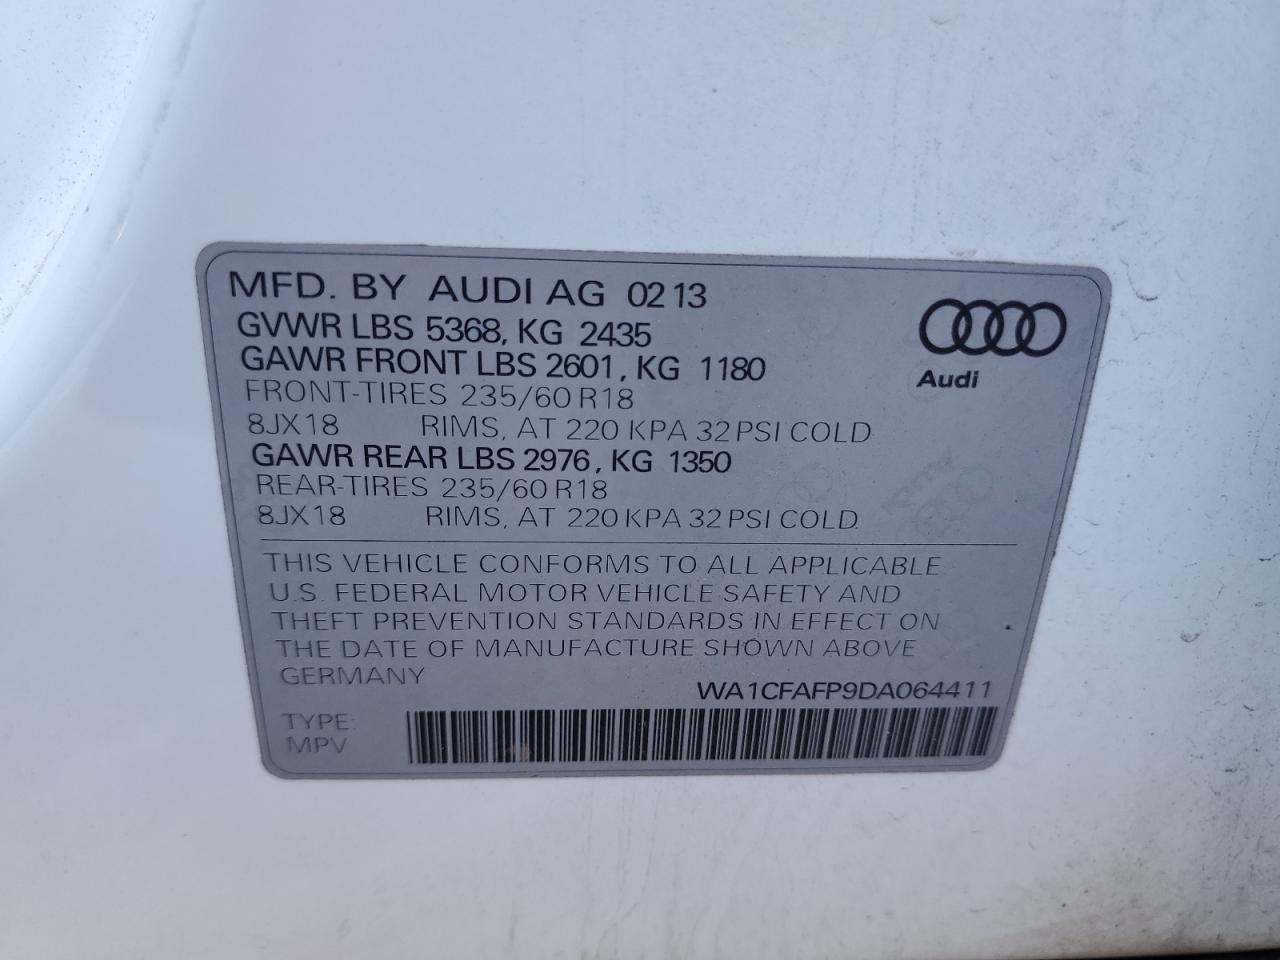 MFD. BY AUDI AG 02 13
GVWR LBS 5368, KG 2435
GAWR FRONT LBS 2601, KG 1180
FRONT-TIRES 235/60 R18
8JX18 RIMS, AT 220 KPA 32 PSI COLD
GAWR REAR LBS 2976, KG 1350
REAR-TIRES 235/60 R18
8JX18 RIMS, AT 220 KPA 32 PSI COLD
Audi
THIS VEHICLE CONFORMS TO ALL APPLICABLE
U.S. FEDERAL MOTOR VEHICLE SAFETY AND
THEFT PREVENTION STANDARDS IN EFFECT ON
THE DATE OF MANUFACTURE SHOWN ABOVE
GERMANY
WA1CFAFP9DA064411
TYPE:
MPV